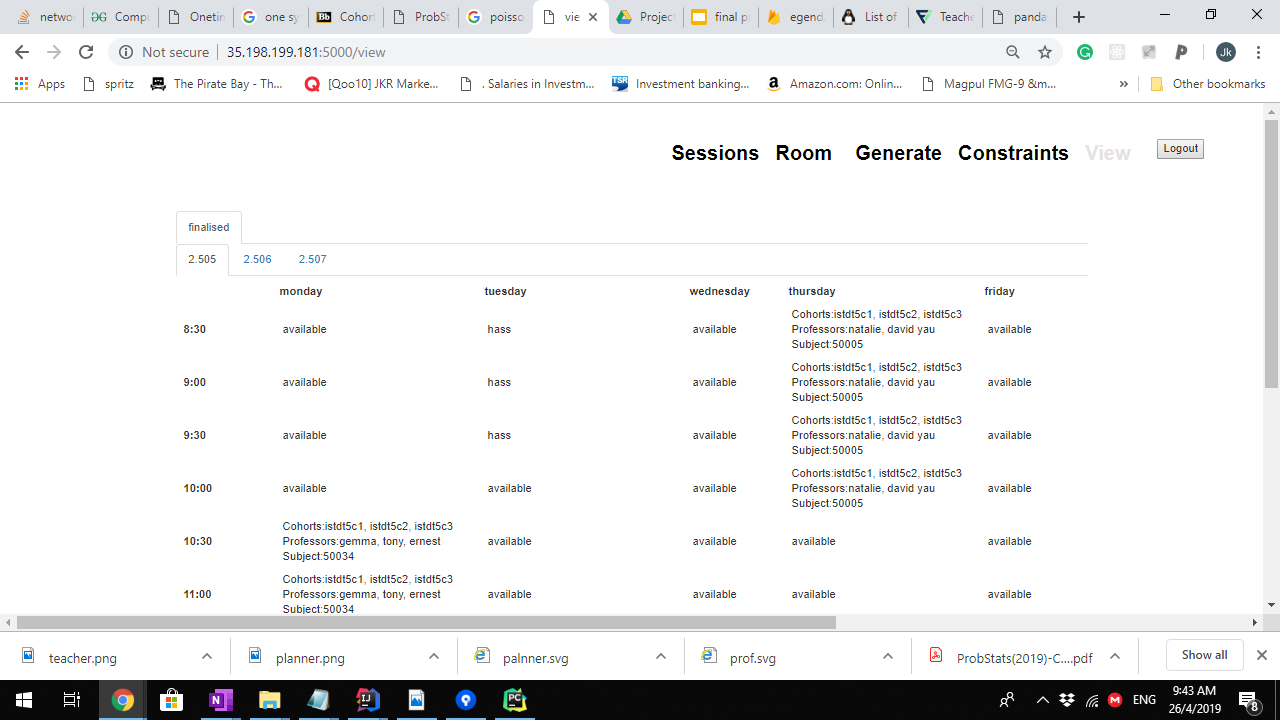 networ
Compu
Onetin
one sy
Cohort
ProbSt
poisso
vie
Project
final p
egend
List of
Teache
panda
Not secure 35.198.199.181:5000/view
Jk
Apps spritz The Pirate Bay - Th... [Qoo10] JKR Marke... . Salaries in Investm... Investment banking... Amazon.com: Onlin... Magpul FMG-9 &m... » Other bookmarks
Sessions Room Generate Constraints View Logout
finalised
2.505 2.506 2.507
monday tuesday wednesday thursday friday
8:30 available hass available Cohorts:istdt5c1, istdt5c2, istdt5c3 available
Professors:natalie, david yau
Subject:50005
9:00 available hass available Cohorts:istdt5c1, istdt5c2, istdt5c3 available
Professors:natalie, david yau
Subject:50005
9:30 available hass available Cohorts:istdt5c1, istdt5c2, istdt5c3 available
Professors:natalie, david yau
Subject:50005
10:00 available available available Cohorts:istdt5c1, istdt5c2, istdt5c3 available
Professors:natalie, david yau
Subject:50005
10:30 Cohorts:istdt5c1, istdt5c2, istdt5c3 available available available available
Professors:gemma, tony, ernest
Subject:50034
11:00 Cohorts:istdt5c1, istdt5c2, istdt5c3 available available available available
Professors:gemma, tony, ernest
Subject:50034
teacher.png planner.png palnner.svg prof.svg ProbStats(2019)-C....pdf Show all
ENG 9:43 AM
26/4/2019 8